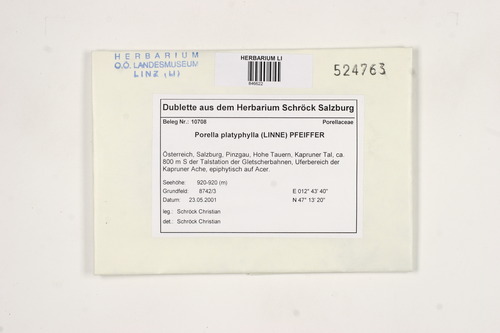 HERBARIUM
O.Ö. LANDESMUSEUM
LINZ (LI)
HERBARIUM LI
524763
Dublette aus dem Herbarium Schröck Salzburg
Beleg Nr.: 10708 Porellaceae
Porella platyphylla (LINNE) PFEIFFER
Österreich, Salzburg, Pinzgau, Hohe Tauern, Kapruner Tal, ca.
800 m S der Talstation der Gletscherbahnen, Uferbereich der
Kapruner Ache, epiphytisch auf Acer.
Seehöhe: 920-920 (m)
Grundfeld: 8742/3 E 012° 43' 40"
Datum: 23.05.2001 N 47° 13' 20"
leg.: Schröck Christian
det.: Schröck Christian